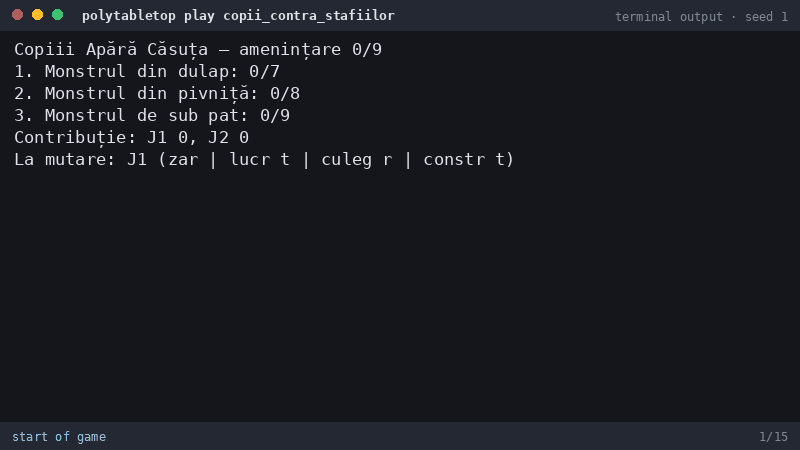 polytabletop play copii_contra_stafiilor
terminal output · seed 1
Copiii Apără Căsuța — amenințare 0/9
1. Monstrul din dulap: 0/7
2. Monstrul din pivniță: 0/8
3. Monstrul de sub pat: 0/9
Contribuție: J1 0, J2 0
La mutare: J1 (zar | lucr t | culeg r | constr t)
start of game
1/15